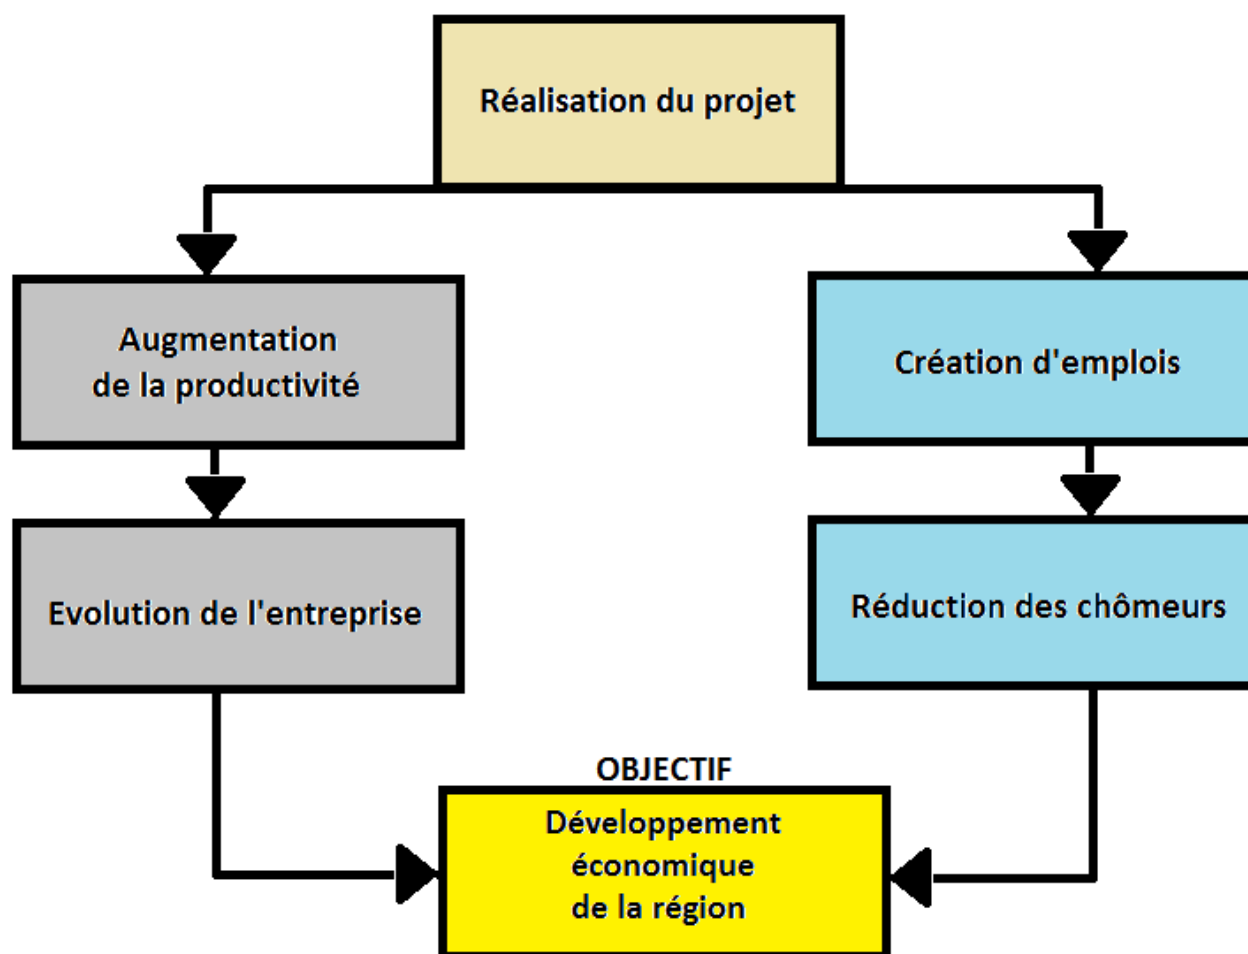 Réalisation du projet
Augmentation
de la productivité
Création d'emplois
Evolution de l'entreprise
Réduction des chômeurs
OBJECTIF
Développement
économique
de la région